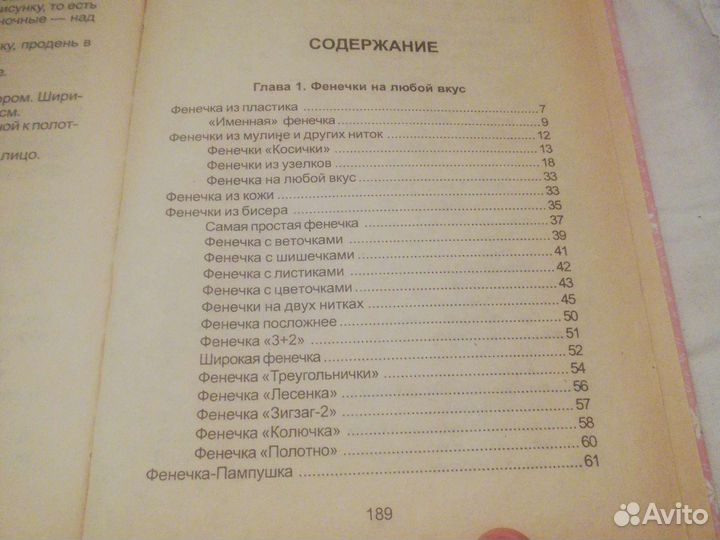 исунку, то есть
ночные — над
ку, продень в
е.
ром. Шири-
см.
ной к полот-
лицо.
СОДЕРЖАНИЕ
Глава 1. Фенечки на любой вкус
Фенечка из пластика ........ 7
«Именная» фенечка ........ 9
Фенечки из мулине и других ниток ........ 12
Фенечки «Косички» ........ 13
Фенечки из узелков ........ 18
Фенечка на любой вкус ........ 33
Фенечка из кожи ........ 33
Фенечки из бисера ........ 35
Самая простая фенечка ........ 37
Фенечка с веточками ........ 39
Фенечка с шишечками ........ 41
Фенечка с листиками ........ 42
Фенечка с цветочками ........ 43
Фенечки на двух нитках ........ 45
Фенечка посложнее ........ 50
Фенечка «3+2» ........ 51
Широкая фенечка ........ 52
Фенечка «Треугольнички» ........ 54
Фенечка «Лесенка» ........ 56
Фенечка «Зигзаг-2» ........ 57
Фенечка «Колючка» ........ 58
Фенечка «Полотно» ........ 60
Фенечка-Пампушка ........ 61
189
Avito